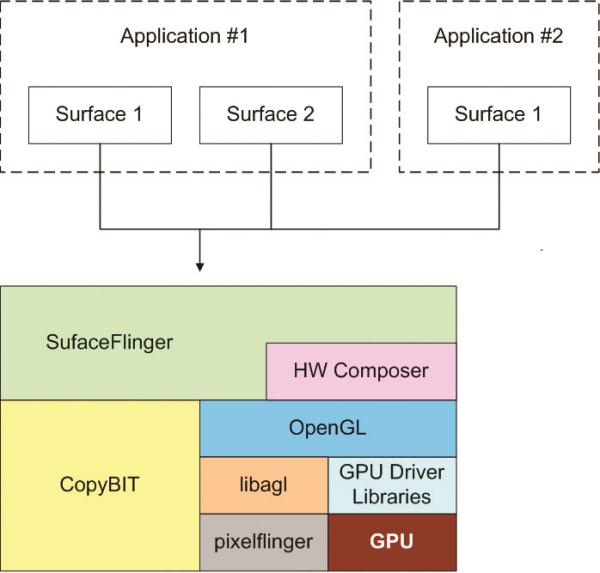 Application #1
Application #2
Surface 1
Surface 2
Surface 1
SufaceFlinger
HW Composer
OpenGL
CopyBIT
libagl
GPU Driver
Libraries
pixelflinger
GPU